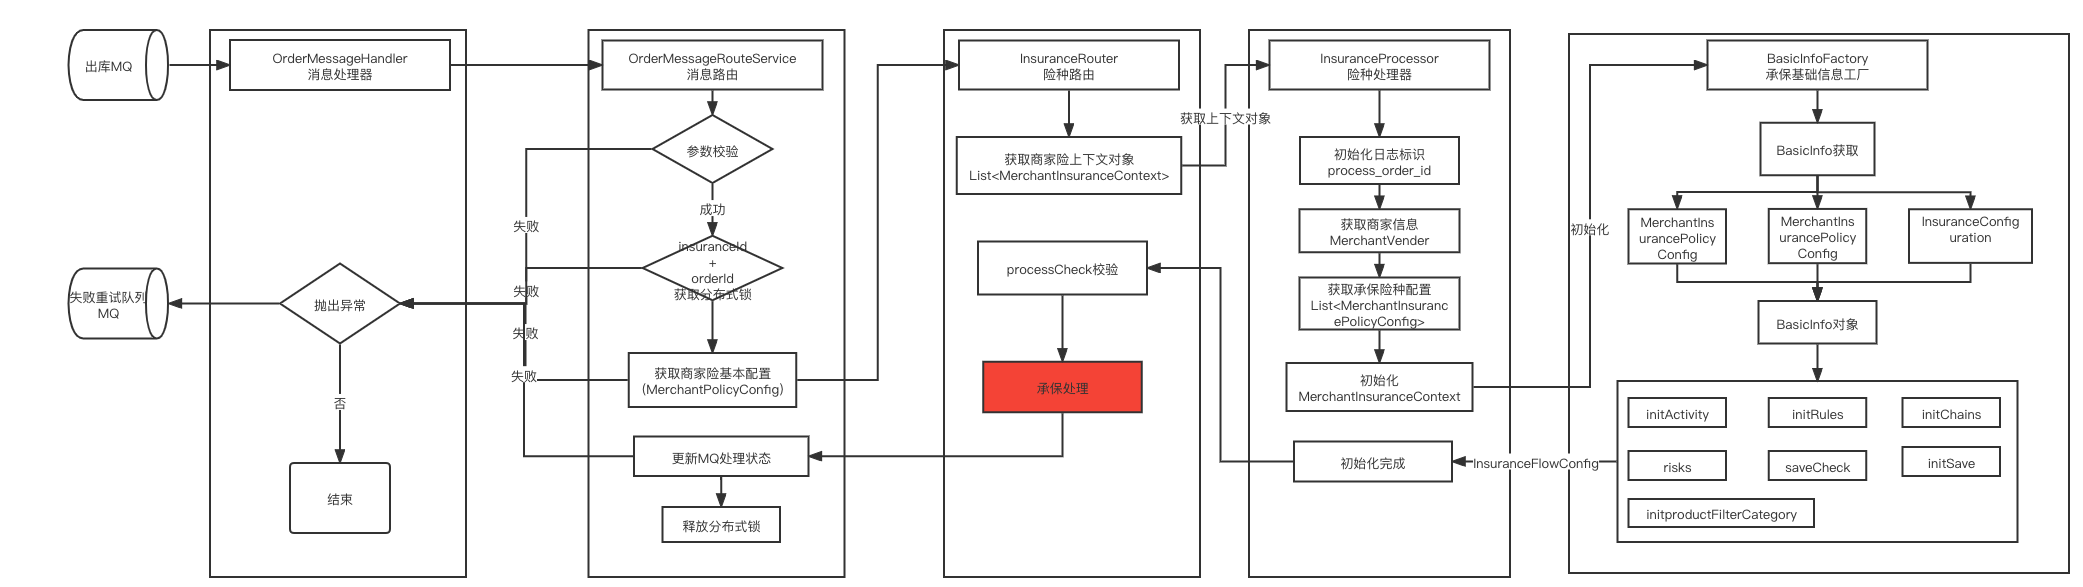 出库MQ
失败重试队列
MQ
OrderMessageHandler
消息处理器
抛出异常
否
结束
OrderMessageRouteService
消息路由
参数校验
成功
insuranceId
+
orderId
获取分布式锁
失败
失败
失败
失败
获取商家险基本配置
(MerchantPolicyConfig)
更新MQ处理状态
释放分布式锁
InsuranceRouter
险种路由
获取商家险上下文对象
List<MerchantInsuranceContext>
获取上下文对象
processCheck校验
承保处理
InsuranceProcessor
险种处理器
初始化日志标识
process_order_id
获取商家信息
MerchantVender
获取承保险种配置
List<MerchantInsuranc
ePolicyConfig>
初始化
MerchantInsuranceContext
初始化完成
InsuranceFlowConfig
初始化
BasicInfoFactory
承保基础信息工厂
BasicInfo获取
MerchantIns
urancePolicy
Config
MerchantIns
urancePolicy
Config
InsuranceConfig
uration
BasicInfo对象
initActivity
initRules
initChains
risks
saveCheck
initSave
initproductFilterCategory